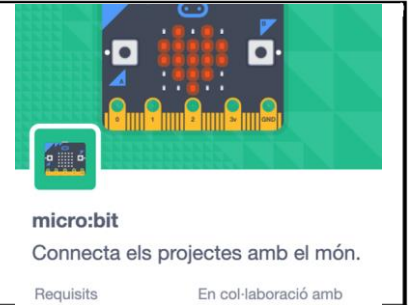 0 1 2 3v GND
micro:bit
Connecta els projectes amb el món.
Requisits En col·laboració amb